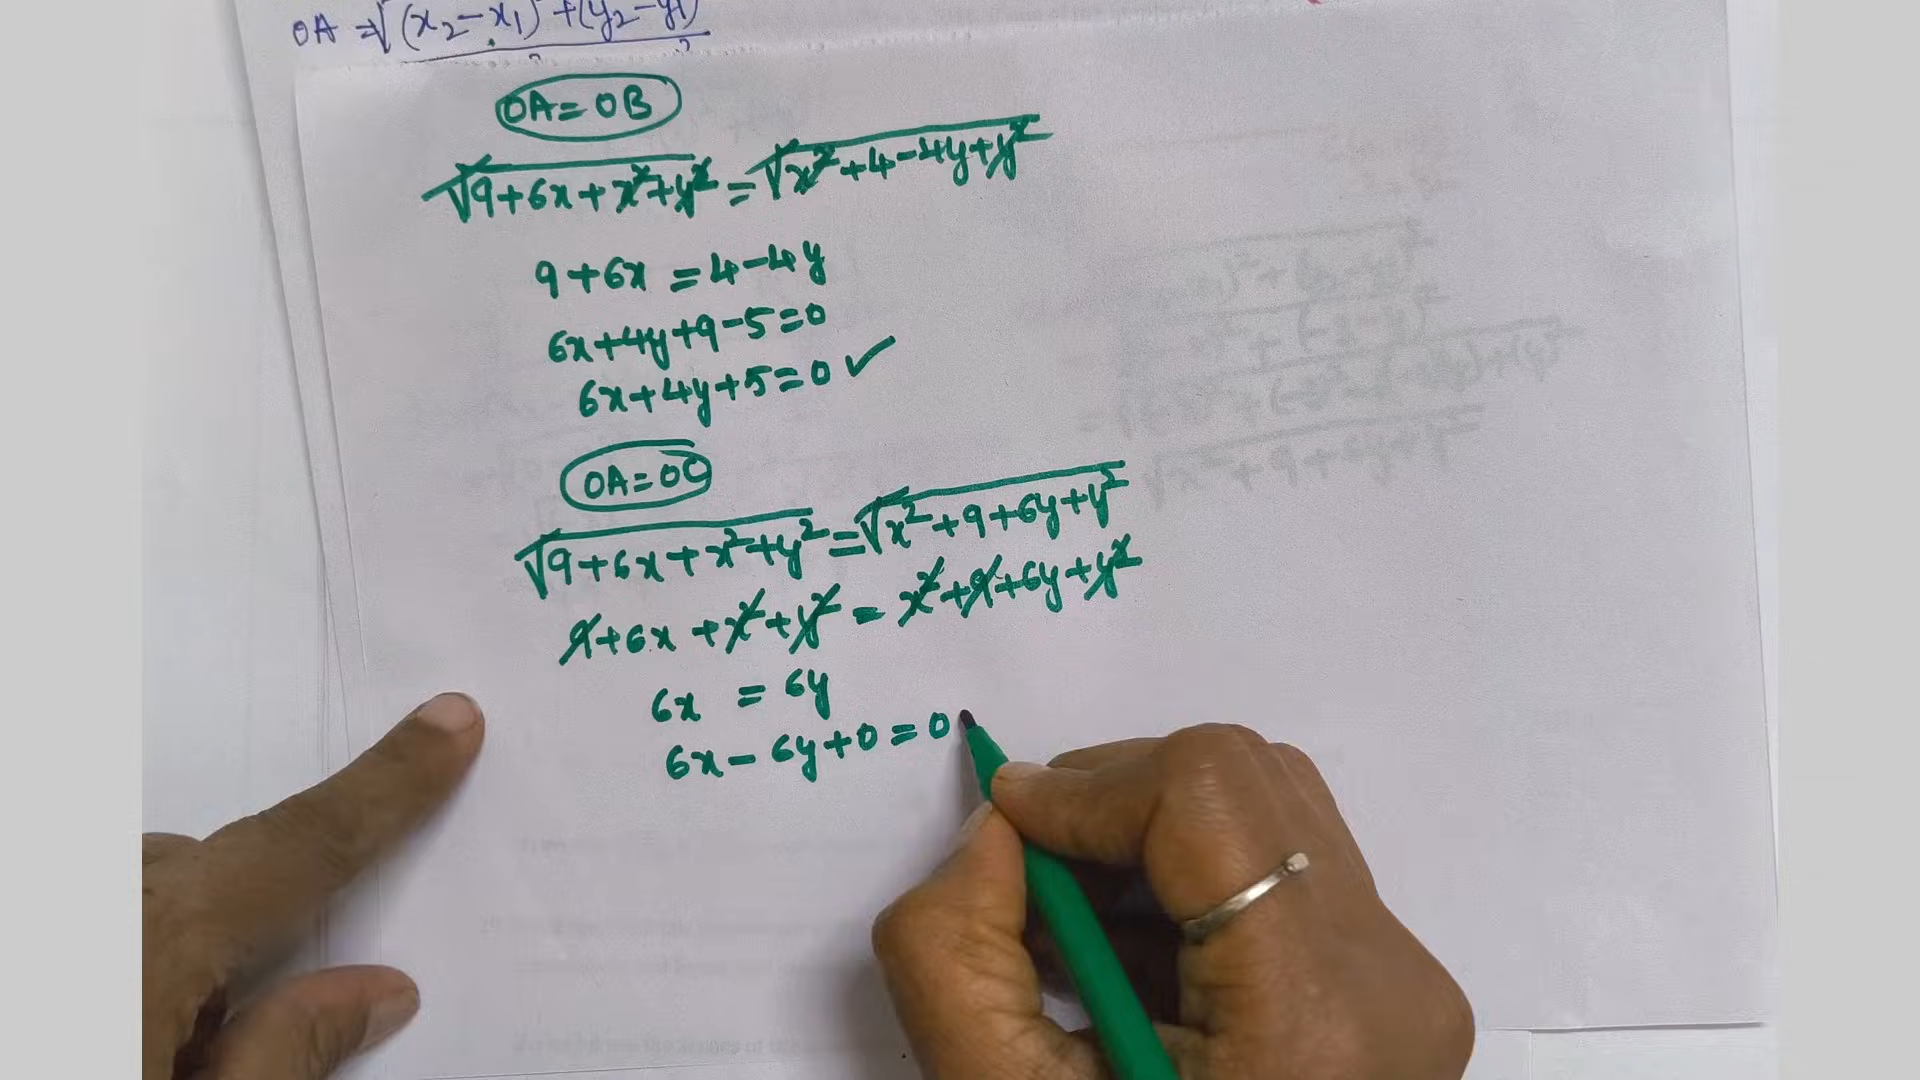 OA = √(x₂-x₁)² + (y₂-y₁)
OA = OB
√9+6x+x²+y² = √x²+4-4y+y²
9+6x = 4-4y
6x+4y+9-5=0
6x+4y+5=0 ✓
OA=OC
√9+6x+x²+y² = √x²+9+6y+y²
9+6x+x²+y² = x²+9+6y+y²
6x = 6y
6x-6y+0=0